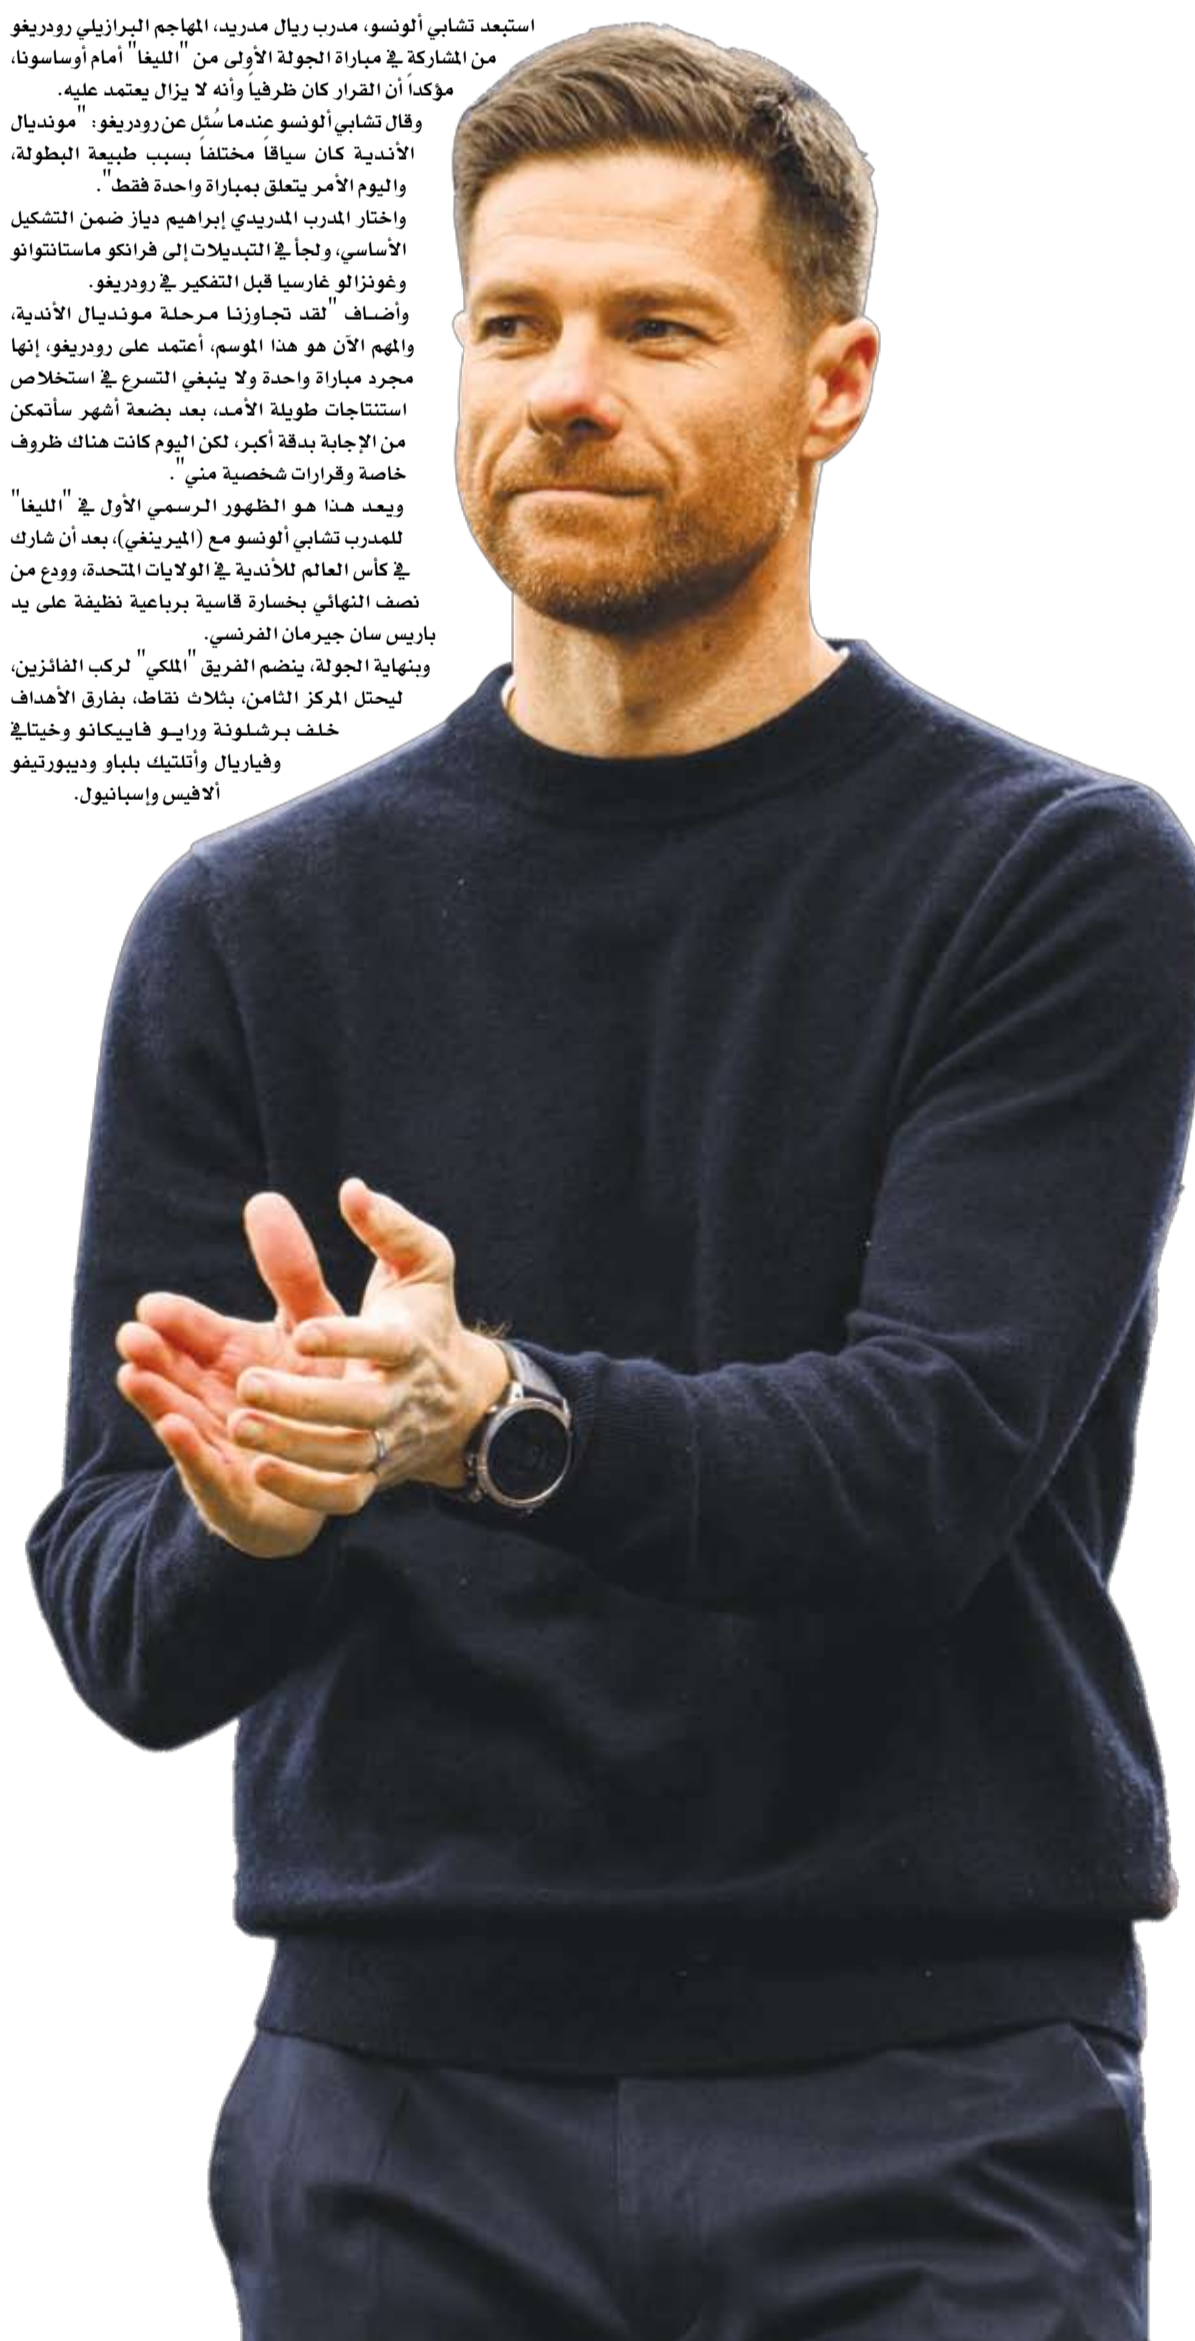 استبعد تشابي ألونسو، مدرب ريال مدريد، المهاجم البرازيلي رودريغو
من المشاركة في مباراة الجولة الأولى من "الليغا" أمام أوساسونا،
مؤكداً أن القرار كان ظرفياً وأنه لا يزال يعتمد عليه.
وقال تشابي ألونسو عندما سُئل عن رودريغو: "مونديال
الأندية كان سياقاً مختلفاً بسبب طبيعة البطولة،
واليوم الأمر يتعلق بمباراة واحدة فقط".
واختار المدرب المدريدي إبراهيم دياز ضمن التشكيل
الأساسي، ولجأ في التبديلات إلى فرانكو ماستانتوانو
وغونزالو غارسيا قبل التفكير في رودريغو.
وأضاف "لقد تجاوزنا مرحلة مونديال الأندية،
والمهم الآن هو هذا الموسم، أعتمد على رودريغو، إنها
مجرد مباراة واحدة ولا ينبغي التسرع في استخلاص
استنتاجات طويلة الأمد، بعد بضعة أشهر سأتمكن
من الإجابة بدقة أكبر، لكن اليوم كانت هناك ظروف
خاصة وقرارات شخصية مني".
ويعد هذا هو الظهور الرسمي الأول في "الليغا"
للمدرب تشابي ألونسو مع (الميرينغي)، بعد أن شارك
في كأس العالم للأندية في الولايات المتحدة، وودع من
نصف النهائي بخسارة قاسية برباعية نظيفة على يد
باريس سان جيرمان الفرنسي.
وبنهاية الجولة، ينضم الفريق "الملكي" لركب الفائزين،
ليحتل المركز الثامن، بثلاث نقاط، بفارق الأهداف
خلف برشلونة ورايو فاييكانو وخيتافي
وفياريال وأتلتيك بلباو وديبورتيفو
ألافيس وإسبانيول.